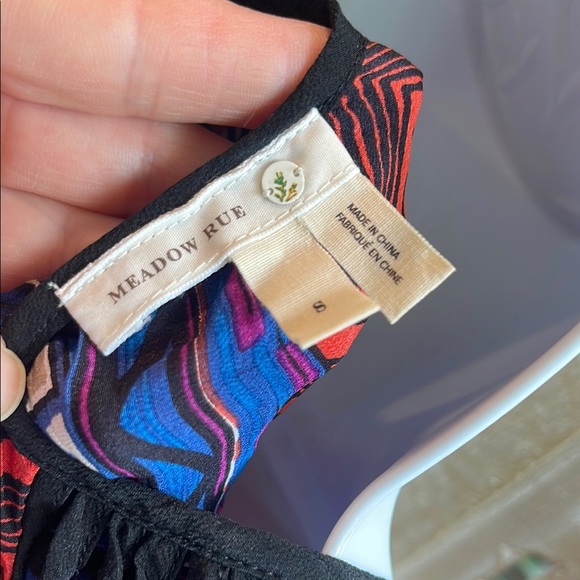 MEADOW RUE
S
MADE IN CHINA
FABRIQUÉ EN CHINE